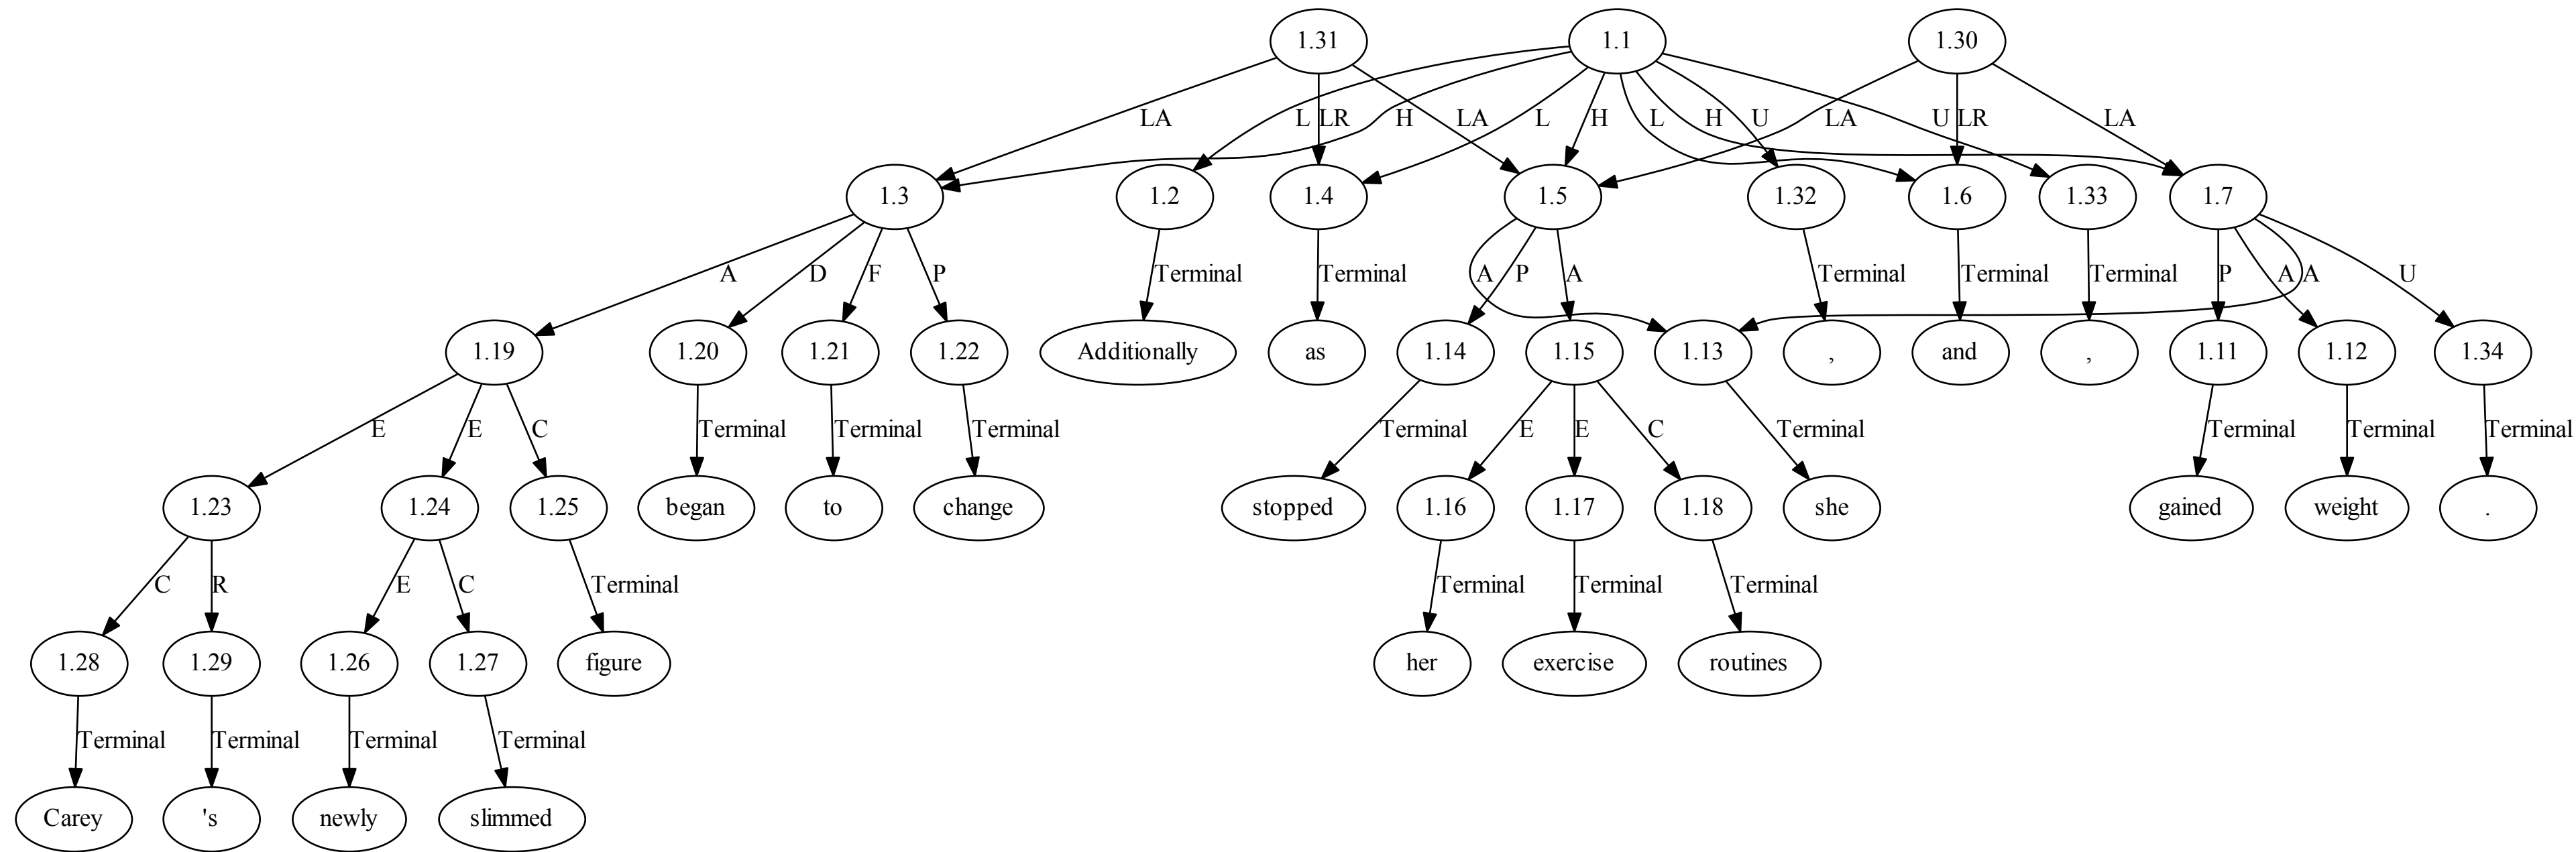 1.31 1.1 1.30
LA LR LA L H L H L H U U LA LR LA
1.3 1.2 1.4 1.5 1.32 1.6 1.33 1.7
A D F P Terminal Terminal A P A Terminal Terminal Terminal P A A U
1.19 1.20 1.21 1.22 Additionally as 1.14 1.15 1.13 , and , 1.11 1.12 1.34
E E C Terminal Terminal Terminal Terminal E E C Terminal Terminal Terminal Terminal
1.23 1.24 1.25 began to change stopped 1.16 1.17 1.18 she gained weight .
C R E C Terminal Terminal Terminal Terminal
1.28 1.29 1.26 1.27 figure her exercise routines
Terminal Terminal Terminal Terminal
Carey 's newly slimmed